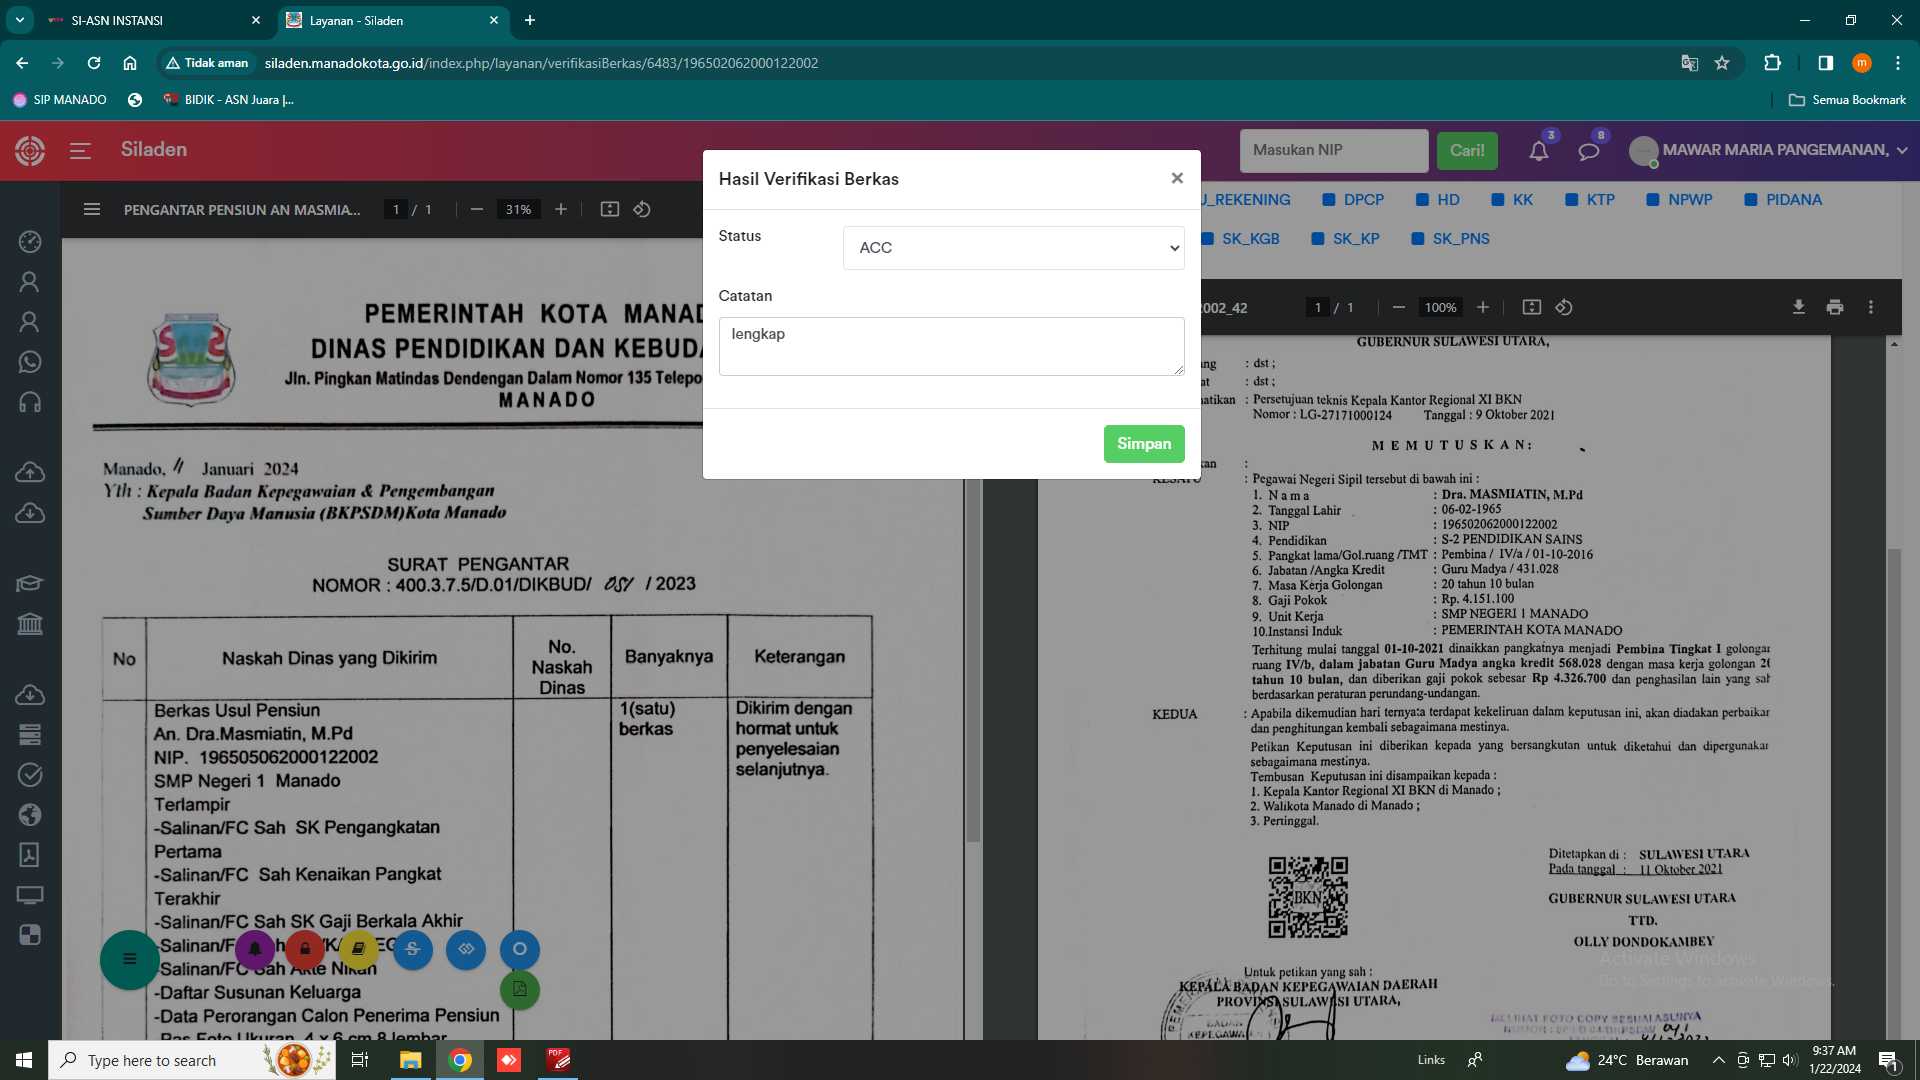 SI-ASN INSTANSI
Layanan - Siladen
Tidak aman
siladen.manadokota.go.id/index.php/layanan/verifikasiBerkas/6483/196502062000122002
SIP MANADO
BIDIK - ASN Juara |...
Semua Bookmark
Siladen
Masukan NIP
Cari!
3
8
MAWAR MARIA PANGEMANAN,
PENGANTAR PENSIUN AN MASMIA...
1 / 1
31%
Hasil Verifikasi Berkas
Status
ACC
Catatan
lengkap
Simpan
U_REKENING
DPCP
HD
KK
KTP
NPWP
PIDANA
SK_KGB
SK_KP
SK_PNS
002_42
1 / 1
100%
PEMERINTAH KOTA MANAD
DINAS PENDIDIKAN DAN KEBUD
Jln. Pingkan Matindas Dendengan Dalam Nomor 135 Telepo
MANADO
Manado, 11 Januari 2024
Yth : Kepala Badan Kepegawaian & Pengembangan
Sumber Daya Manusia (BKPSDM)Kota Manado
SURAT PENGANTAR
NOMOR : 400.3.7.5/D.01/DIKBUD/ / 2023
No
Naskah Dinas yang Dikirim
No. Naskah Dinas
Banyaknya
Keterangan
Berkas Usul Pensiun
An. Dra.Masmiatin, M.Pd
NIP. 196505062000122002
SMP Negeri 1 Manado
Terlampir
-Salinan/FC Sah SK Pengangkatan
Pertama
-Salinan/FC Sah Kenaikan Pangkat
Terakhir
-Salinan/FC Sah SK Gaji Berkala Akhir
-Salinan/F
-Salinan/FC Sah Akte Nikah
-Daftar Susunan Keluarga
-Data Perorangan Calon Penerima Pensiun
-Pas Foto Ukuran 4 x 6 cm 8 lembar
1(satu)
berkas
Dikirim dengan
hormat untuk
penyelesaian
selanjutnya.
GUBERNUR SULAWESI UTARA,
ang : dst ;
at : dst ;
atikan : Persetujuan teknis Kepala Kantor Regional XI BKN
Nomor : LG-27171000124 Tanggal : 9 Oktober 2021
M E M U T U S K A N :
kan :
KESATU : Pegawai Negeri Sipil tersebut di bawah ini :
1. N a m a : Dra. MASMIATIN, M.Pd
2. Tanggal Lahir : 06-02-1965
3. NIP : 196502062000122002
4. Pendidikan : S-2 PENDIDIKAN SAINS
5. Pangkat lama/Gol.ruang /TMT : Pembina / IV/a / 01-10-2016
6. Jabatan /Angka Kredit : Guru Madya / 431.028
7. Masa Kerja Golongan : 20 tahun 10 bulan
8. Gaji Pokok : Rp. 4.151.100
9. Unit Kerja : SMP NEGERI 1 MANADO
10.Instansi Induk : PEMERINTAH KOTA MANADO
Terhitung mulai tanggal 01-10-2021 dinaikkan pangkatnya menjadi Pembina Tingkat I golongan
ruang IV/b, dalam jabatan Guru Madya angka kredit 568.028 dengan masa kerja golongan 20
tahun 10 bulan, dan diberikan gaji pokok sebesar Rp 4.326.700 dan penghasilan lain yang sah
berdasarkan peraturan perundang-undangan.
KEDUA : Apabila dikemudian hari ternyata terdapat kekeliruan dalam keputusan ini, akan diadakan perbaikan
dan penghitungan kembali sebagaimana mestinya.
Petikan Keputusan ini diberikan kepada yang bersangkutan untuk diketahui dan dipergunakan
sebagaimana mestinya.
Tembusan Keputusan ini disampaikan kepada :
1. Kepala Kantor Regional XI BKN di Manado ;
2. Walikota Manado di Manado ;
3. Pertinggal.
BKN
Ditetapkan di : SULAWESI UTARA
Pada tanggal : 11 Oktober 2021
GUBERNUR SULAWESI UTARA
TTD.
OLLY DONDOKAMBEY
Activate Windows
Go to Settings to activate Windows.
Untuk petikan yang sah :
KEPALA BADAN KEPEGAWAIAN DAERAH
PROVINSI SULAWESI UTARA,
BADAN
Type here to search
Links
24°C Berawan
9:37 AM
1/22/2024
1